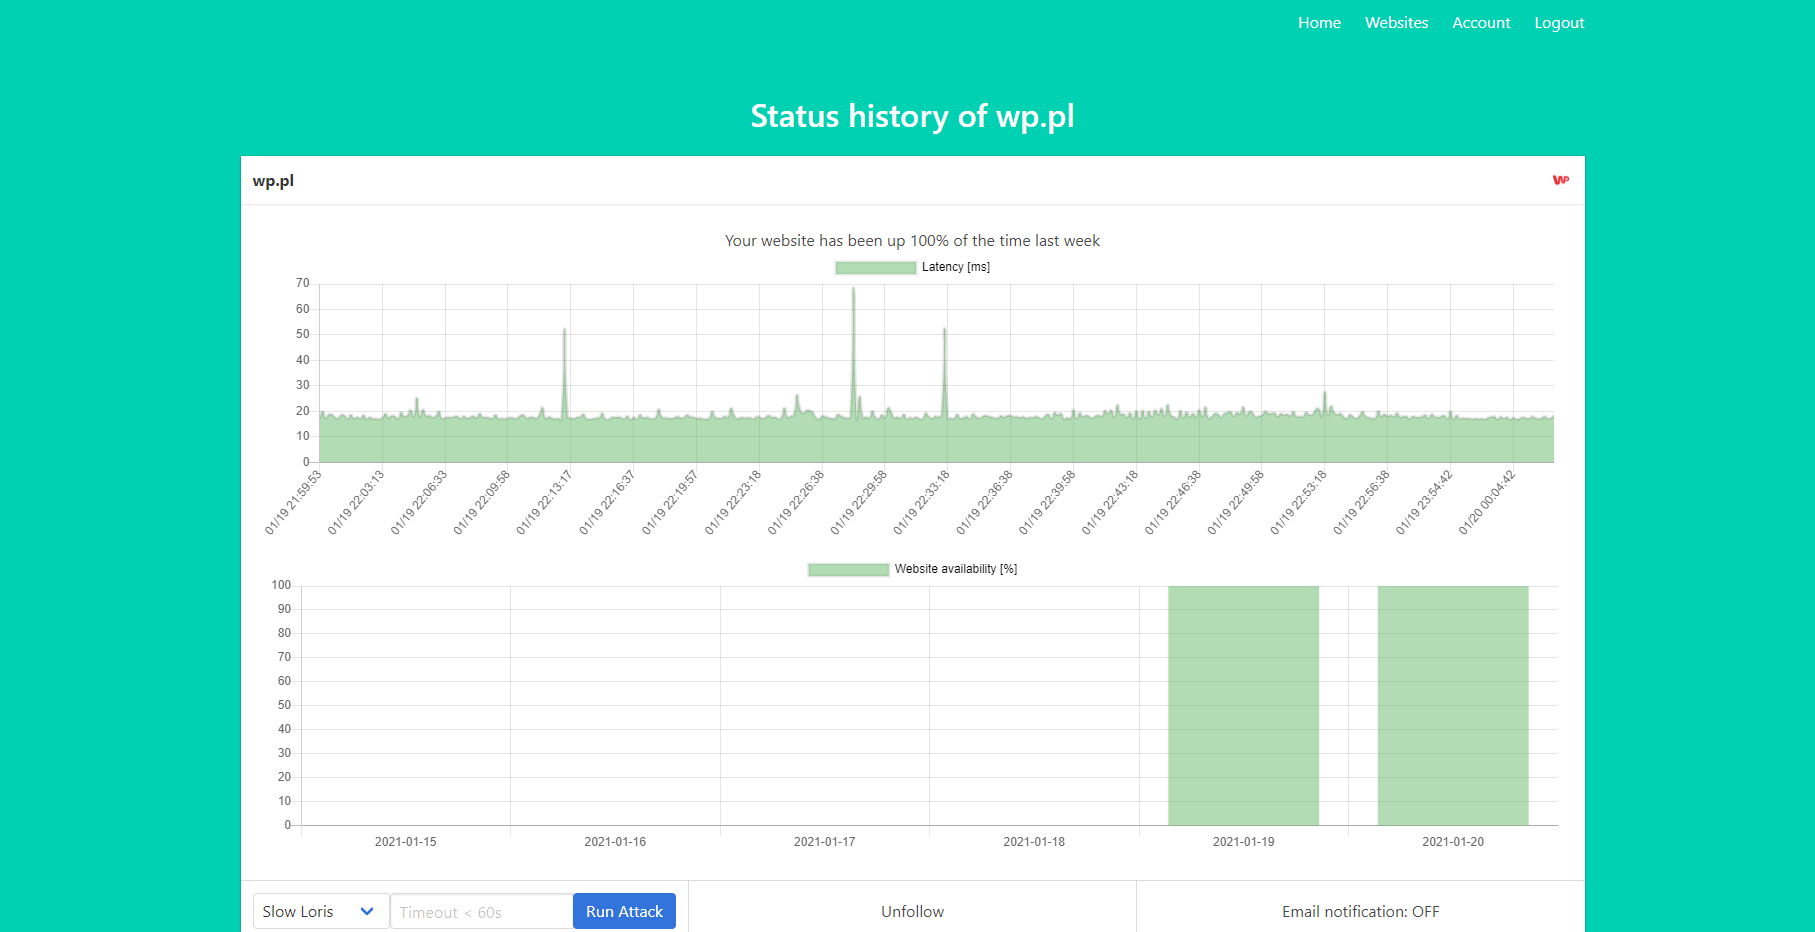 Home Websites Account Logout
Status history of wp.pl
wp.pl
WP
Your website has been up 100% of the time last week
Latency [ms]
70
60
50
40
30
20
10
0
01/19 21:59:53 01/19 22:03:13 01/19 22:06:33 01/19 22:09:58 01/19 22:13:17 01/19 22:16:37 01/19 22:19:57 01/19 22:23:18 01/19 22:26:38 01/19 22:29:58 01/19 22:33:18 01/19 22:36:38 01/19 22:39:58 01/19 22:43:18 01/19 22:46:38 01/19 22:49:58 01/19 22:53:18 01/19 22:56:38 01/19 23:54:42 01/20 00:04:42
Website availability [%]
100
90
80
70
60
50
40
30
20
10
0
2021-01-15 2021-01-16 2021-01-17 2021-01-18 2021-01-19 2021-01-20
Slow Loris Timeout < 60s Run Attack Unfollow Email notification: OFF